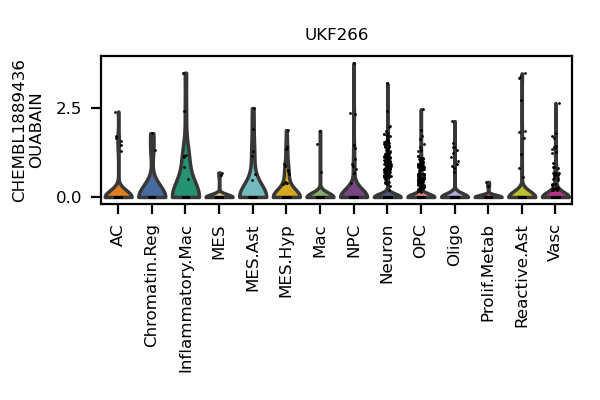 UKF266
CHEMBL1889436
OUABAIN
2.5
0.0
AC
Chromatin.Reg
Inflammatory.Mac
MES
MES.Ast
MES.Hyp
Mac
NPC
Neuron
OPC
Oligo
Prolif.Metab
Reactive.Ast
Vasc